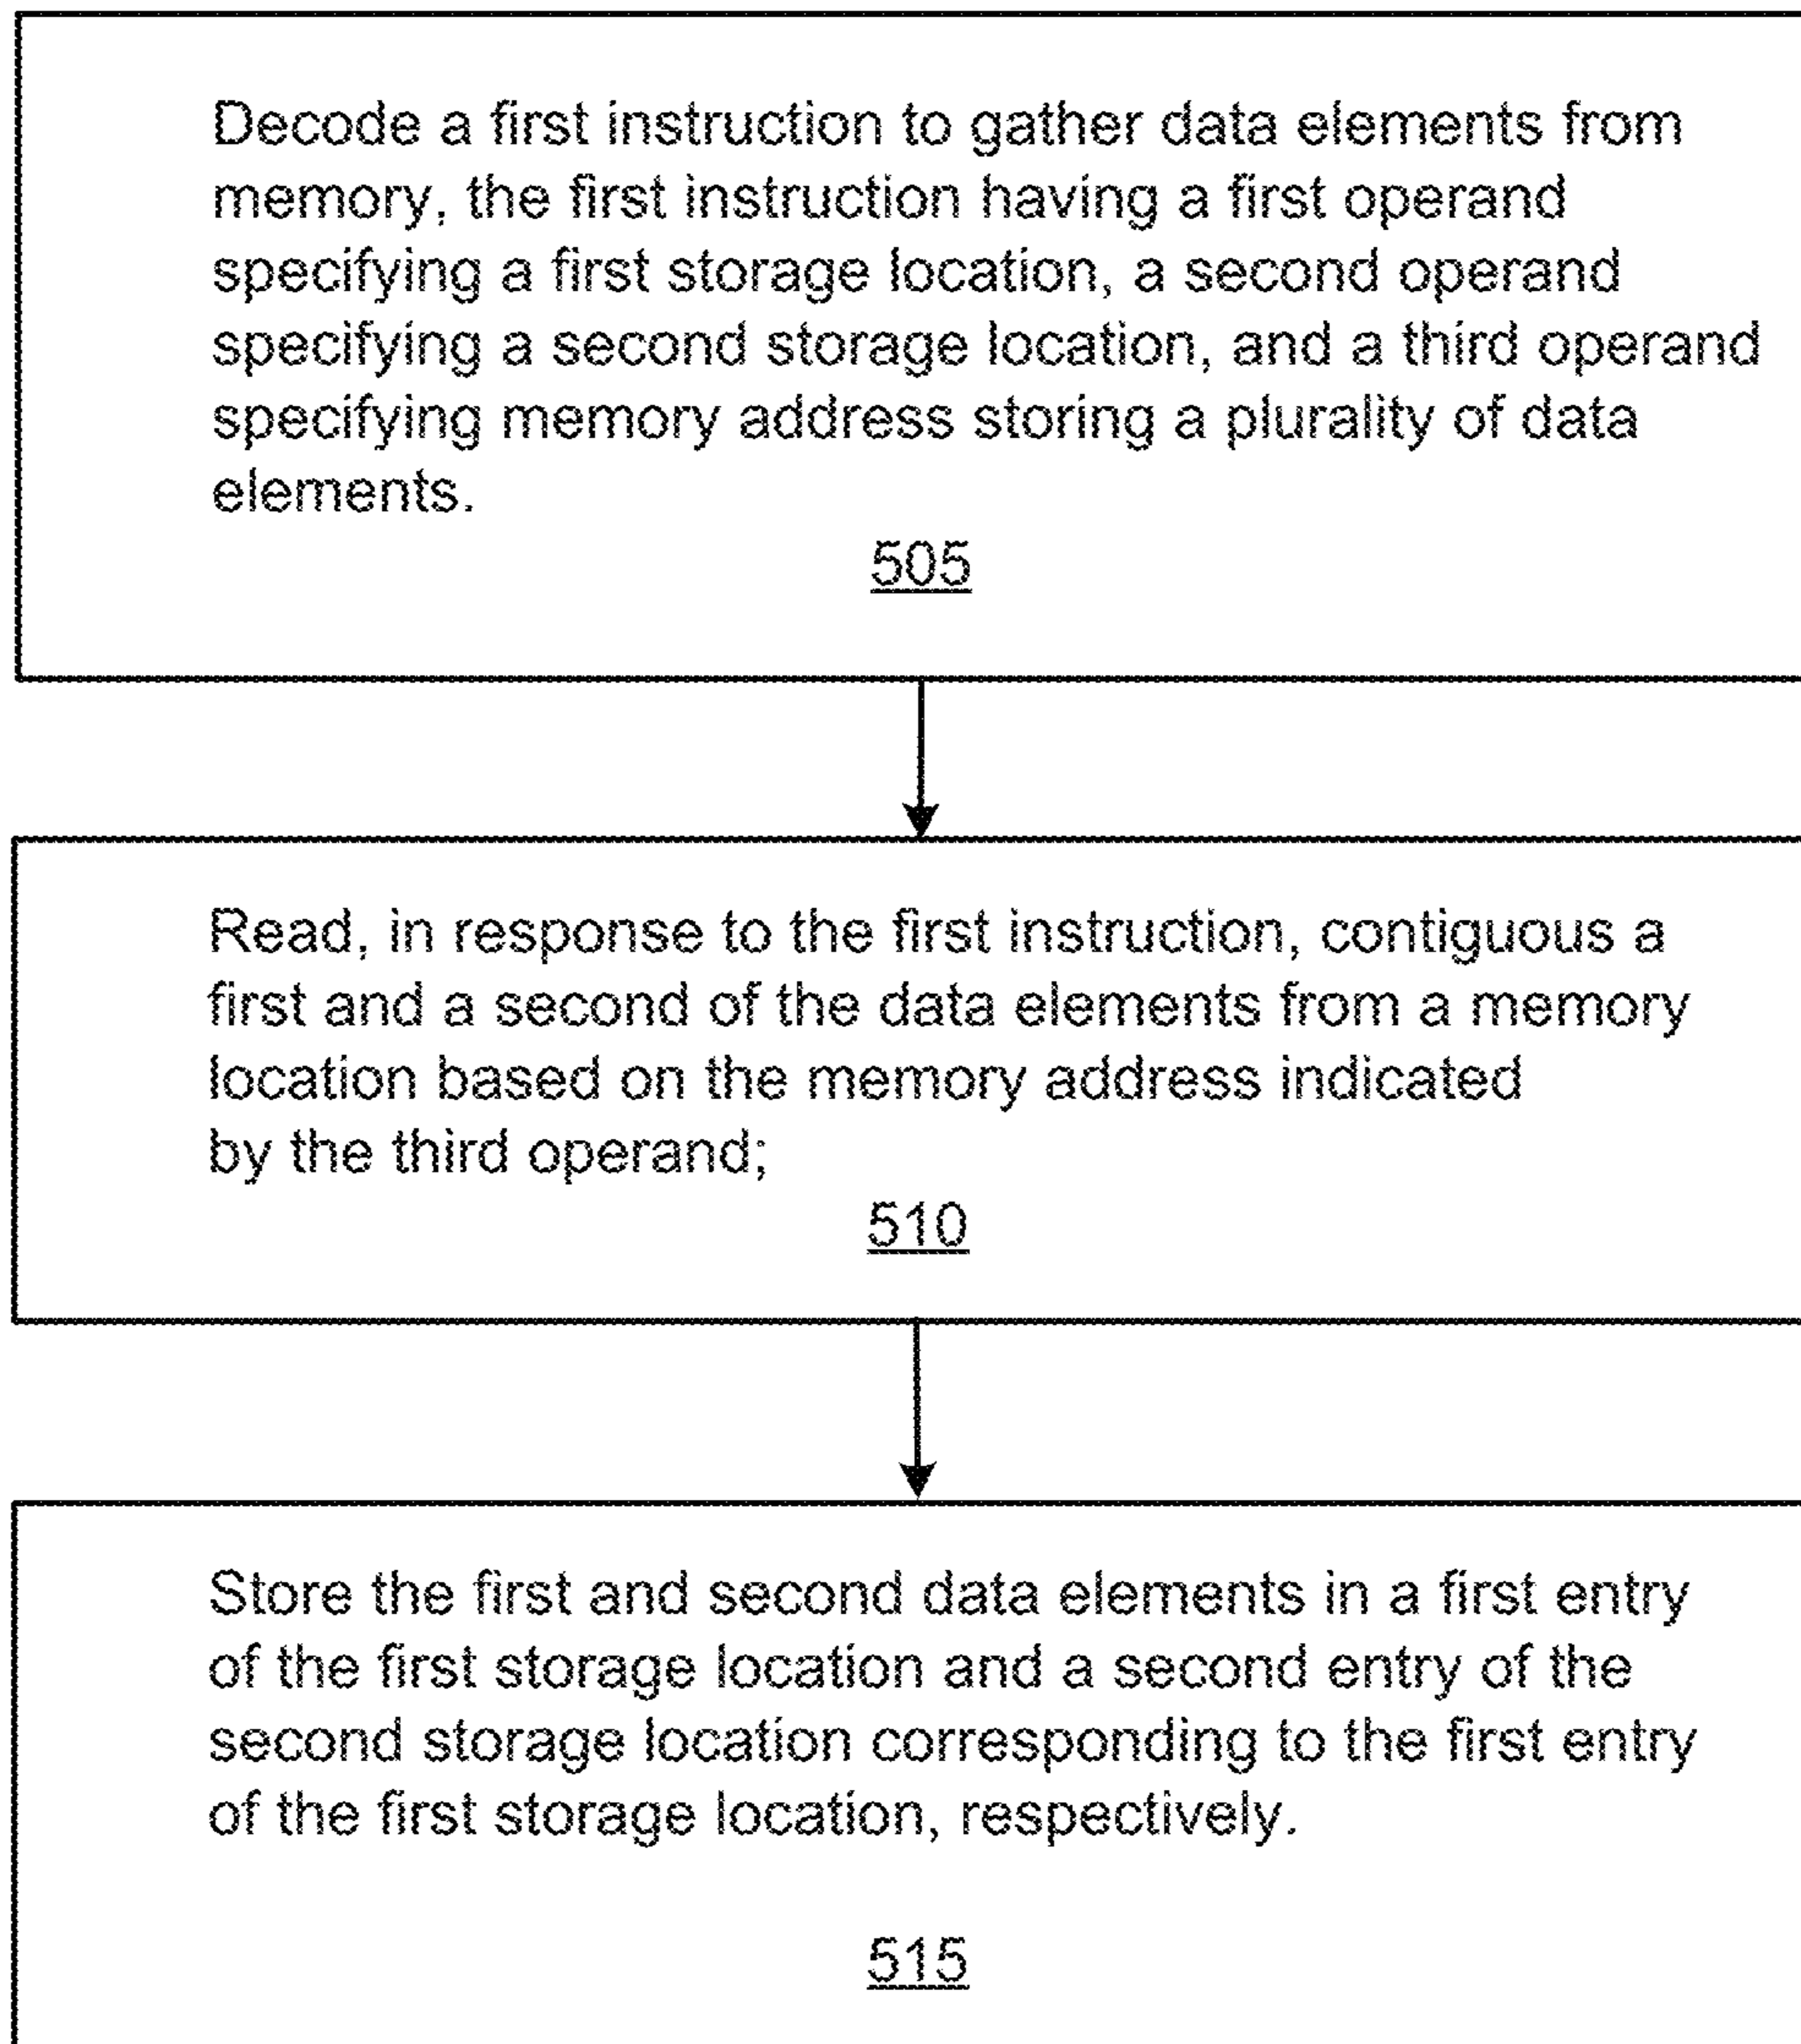 Decode a first instruction to gather data elements from
memory, the first instruction having a first operand
specifying a first storage location, a second operand
specifying a second storage location, and a third operand
specifying memory address storing a plurality of data
elements.
505
Read, in response to the first instruction, contiguous a
first and a second of the data elements from a memory
location based on the memory address indicated
by the third operand;
510
Store the first and second data elements in a first entry
of the first storage location and a second entry of the
second storage location corresponding to the first entry
of the first storage location, respectively.
515